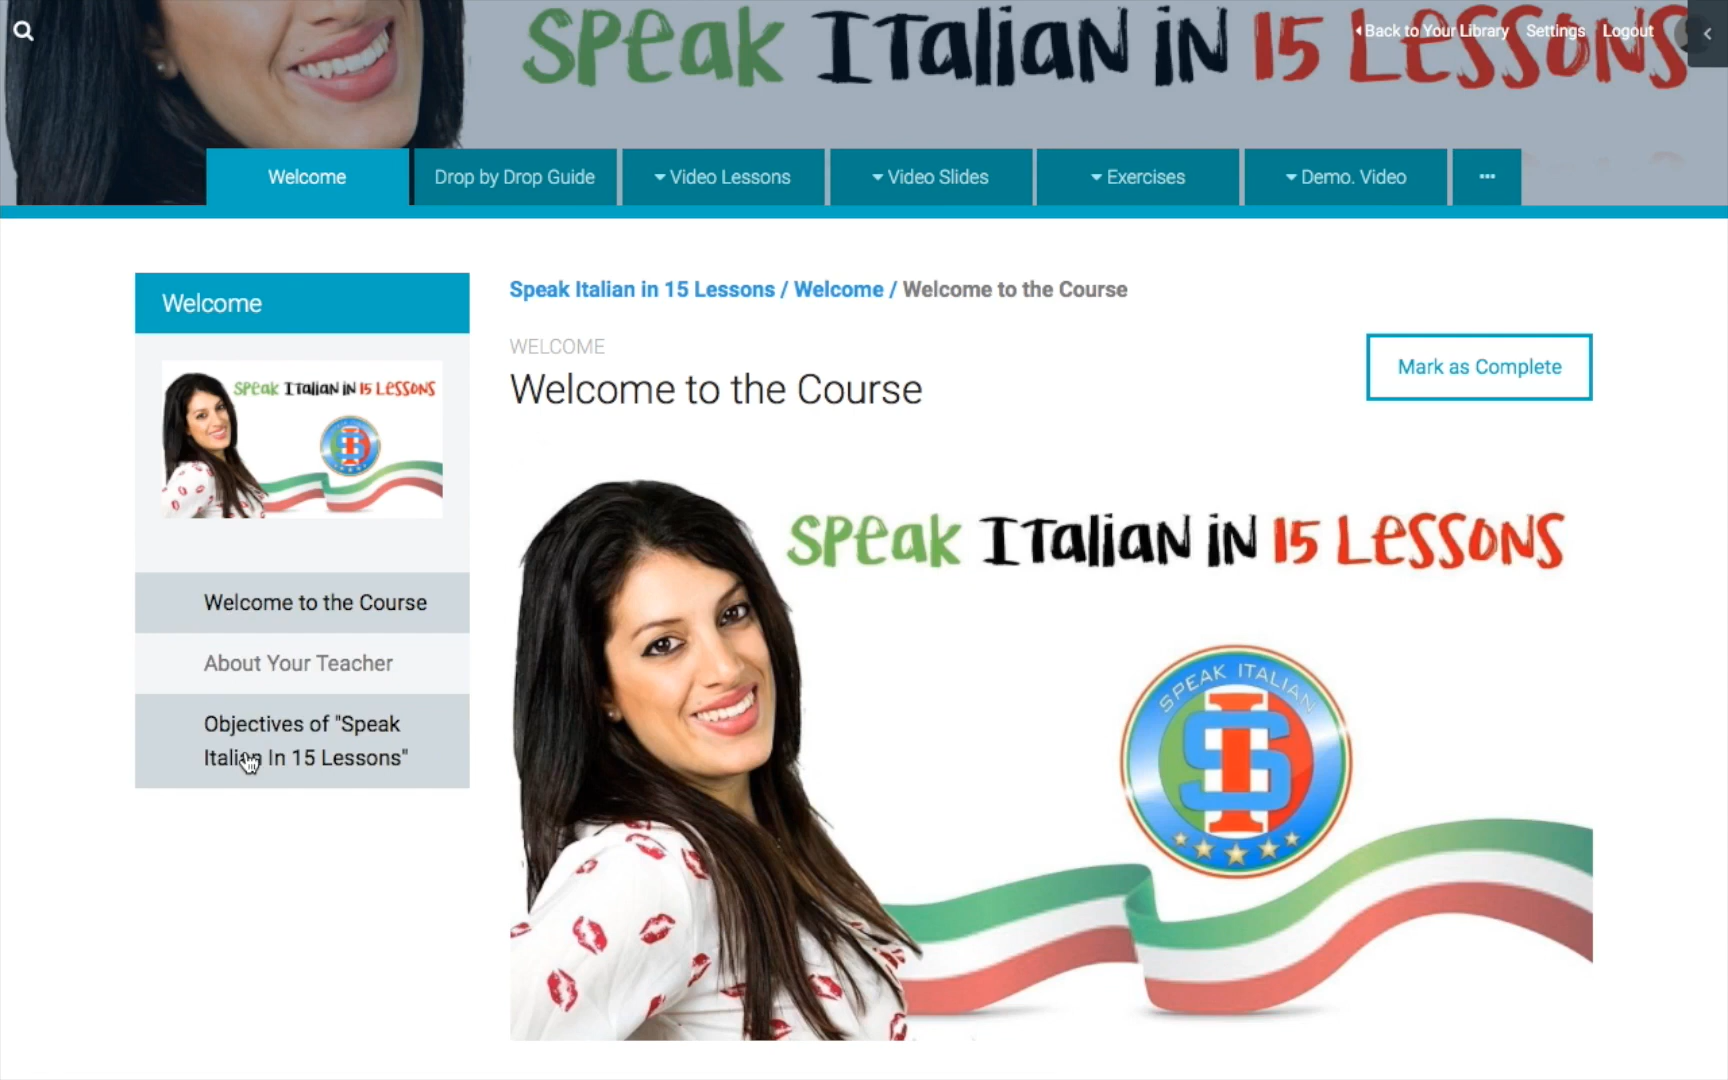 SPeak ITaliaN iN 15 LeSSONS
Back to Your Library Settings Logout
Welcome
Drop by Drop Guide
Video Lessons
Video Slides
Exercises
Demo. Video
Welcome
SPeak ITaliaN iN 15 LeSSONS
Welcome to the Course
About Your Teacher
Objectives of "Speak
Italian In 15 Lessons"
Speak Italian in 15 Lessons / Welcome / Welcome to the Course
WELCOME
Welcome to the Course
Mark as Complete
SPeak ITaliaN iN 15 LeSSONS
SPEAK ITALIAN
SI